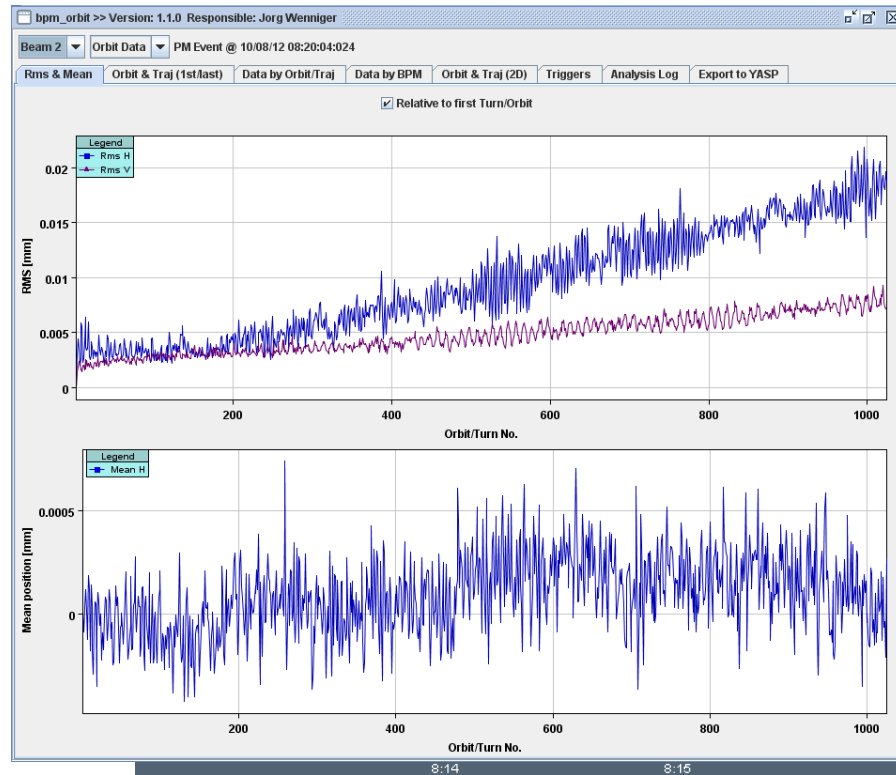 bpm_orbit >> Version: 1.1.0 Responsible: Jorg Wenniger
Beam 2 Orbit Data PM Event @ 10/08/12 08:20:04:024
Rms & Mean Orbit & Traj (1st/last) Data by Orbit/Traj Data by BPM Orbit & Traj (2D) Triggers Analysis Log Export to YASP
Relative to first Turn/Orbit
Legend
Rms H
Rms V
RMS [mm]
0.02
0.015
0.01
0.005
0
200 400 600 800 1000
Orbit/Turn No.
Legend
Mean H
Mean position [mm]
0.0005
0
200 400 600 800 1000
Orbit/Turn No.
8:14 8:15